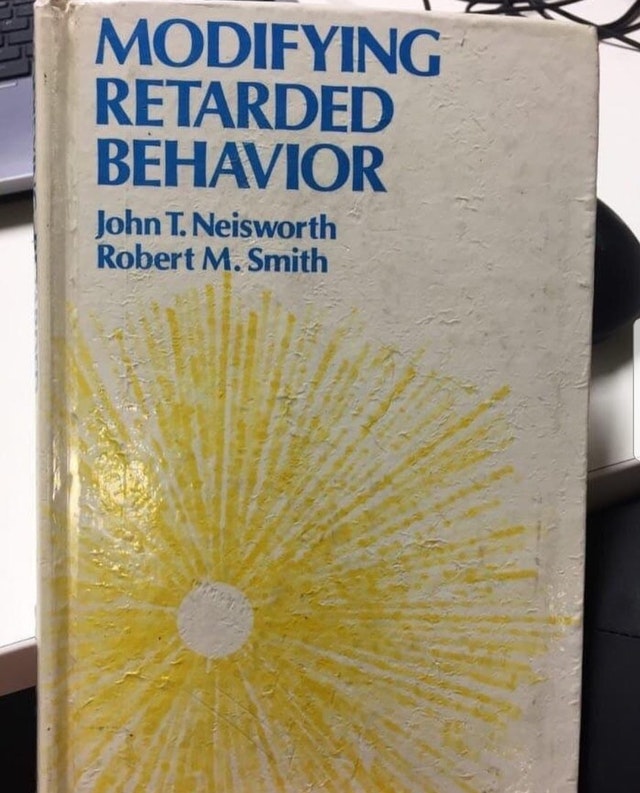 MODIFYING
RETARDED
BEHAVIOR
John T. Neisworth
Robert M. Smith